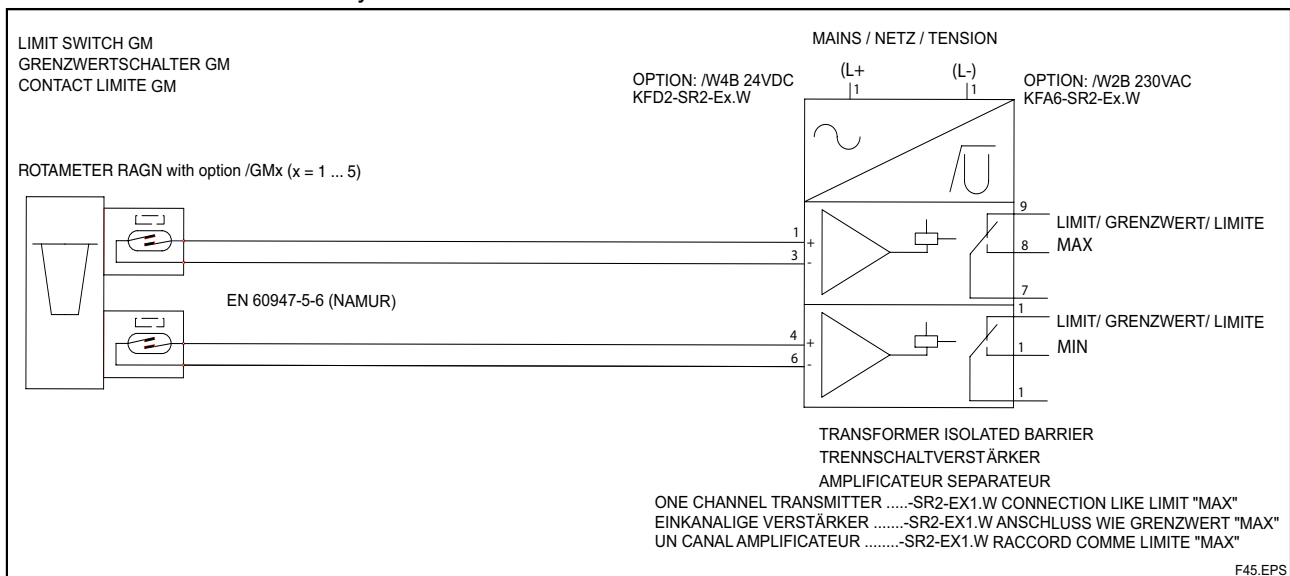 LIMIT SWITCH GM
GRENZWERTSCHALTER GM
CONTACT LIMITE GM
MAINS / NETZ / TENSION
OPTION: /W4B 24VDC
KFD2-SR2-Ex.W
(L+
(L-)
1
1
OPTION: /W2B 230VAC
KFA6-SR2-Ex.W
ROTAMETER RAGN with option /GMx (x = 1 ... 5)
1
+
3
-
9
LIMIT/ GRENZWERT/ LIMITE
8
MAX
7
EN 60947-5-6 (NAMUR)
4
+
6
-
1
LIMIT/ GRENZWERT/ LIMITE
1
MIN
1
TRANSFORMER ISOLATED BARRIER
TRENNSCHALTVERSTÄRKER
AMPLIFICATEUR SEPARATEUR
ONE CHANNEL TRANSMITTER .....-SR2-EX1.W CONNECTION LIKE LIMIT "MAX"
EINKANALIGE VERSTÄRKER .......-SR2-EX1.W ANSCHLUSS WIE GRENZWERT "MAX"
UN CANAL AMPLIFICATEUR ........-SR2-EX1.W RACCORD COMME LIMITE "MAX"
F45.EPS